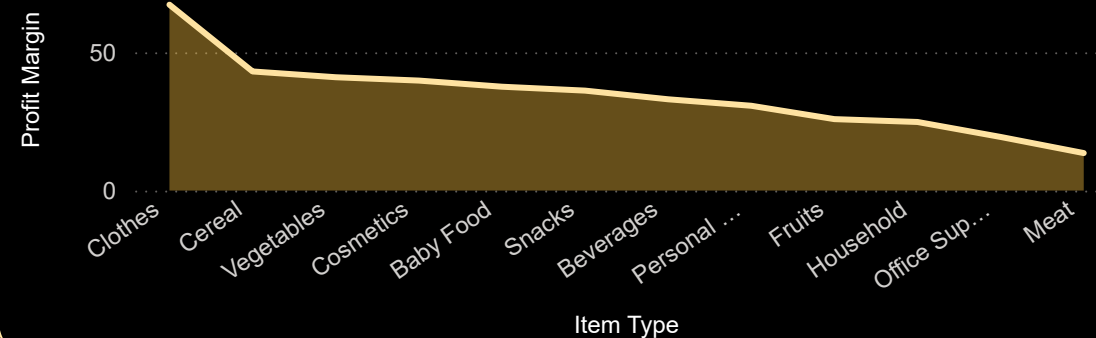 Profit Margin
50
0
Clothes
Cereal
Vegetables
Cosmetics
Baby Food
Snacks
Beverages
Personal …
Fruits
Household
Office Sup…
Meat
Item Type